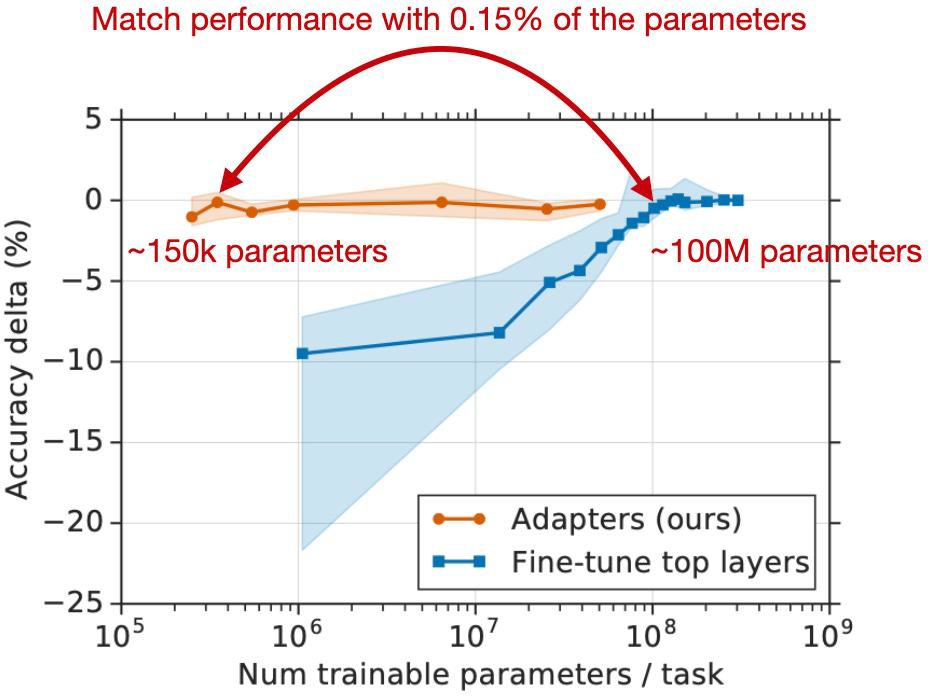 Match performance with 0.15% of the parameters
5
0
~150k parameters
~100M parameters
−5
−10
−15
−20
−25
Accuracy delta (%)
Adapters (ours)
Fine-tune top layers
10⁵
10⁶
10⁷
10⁸
10⁹
Num trainable parameters / task